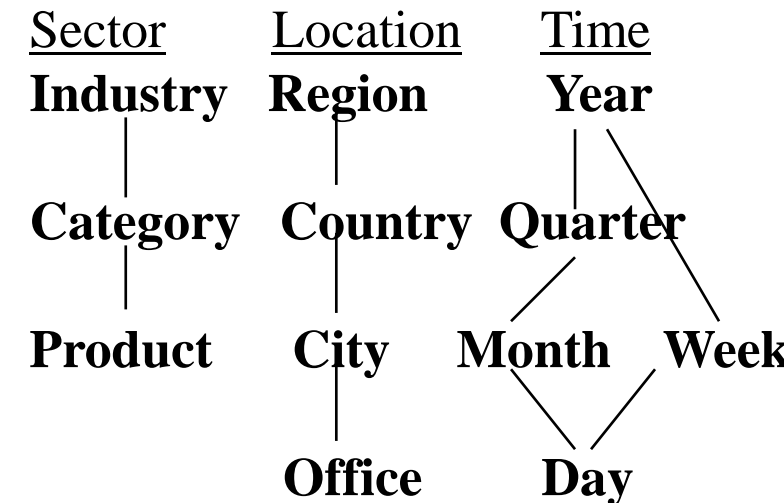 Sector Location Time
Industry Region Year
Category Country Quarter
Product City Month Week
Office Day